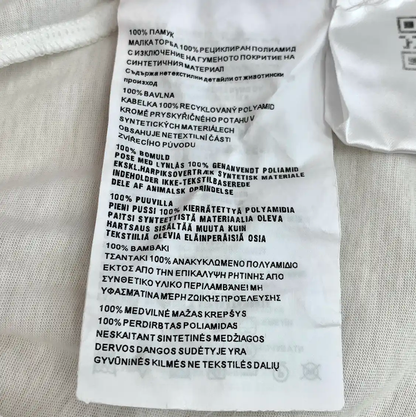 100% ПАМУК
МАЛКА ТОРБА 100% РЕЦИКЛИРАН ПОЛИАМИД
С ИЗКЛЮЧЕНИЕ НА ГУМЕНОТО ПОКРИТИЕ НА
СИНТЕТИЧНИЯ МАТЕРИАЛ
Съдържа нетекстилни детайли от животински
произход
100% BAVLNA
KABELKA 100% RECYKLOVANÝ POLYAMID
KROMĚ PRYSKYŘIČNÉHO POTAHU V
SYNTETICKÝCH MATERIÁLECH
OBSAHUJE NETEXTILNÍ ČÁSTI
ZVÍŘECÍHO PŮVODU
100% BOMULD
POSE MED LYNLÅS 100% GENANVENDT POLIAMID
EKSKL.HARPIKSOVERTRÆK SYNTETISK MATERIALE
INDEHOLDER IKKE-TEKSTILBASEREDE
DELE AF ANIMALSK OPRINDELSE
100% PUUVILLA
PIENI PUSSI 100% KIERRÄTETTYÄ POLYAMIDIA
PAITSI SYNTEETTISTÄ MATERIAALIA OLEVA
HARTSAUS SISÄLTÄÄ MUUTA KUIN
TEKSTIILIÄ OLEVIA ELÄINPERÄISIÄ OSIA
100% ΒΑΜΒΑΚΙ
ΤΣΑΝΤΑΚΙ 100% ΑΝΑΚΥΚΛΩΜΕΝΟ ΠΟΛΥΑΜΙΔΙΟ
ΕΚΤΟΣ ΑΠΟ ΤΗΝ ΕΠΙΚΑΛΥΨΗ ΡΗΤΙΝΗΣ ΑΠΟ
ΣΥΝΘΕΤΙΚΟ ΥΛΙΚΟ ΠΕΡΙΛΑΜΒΑΝΕΙ ΜΗ
ΥΦΑΣΜΑΤΙΝΑ ΜΕΡΗ ΖΩΙΚΗΣ ΠΡΟΕΛΕΥΣΗΣ
100% MEDVILNĖ MAŽAS KREPŠYS
100% PERDIRBTAS POLIAMIDAS
NESKAITANT SINTETINĖS MEDŽIAGOS
DERVOS DANGOS SUDĖTYJE YRA
GYVŪNINĖS KILMĖS NE TEKSTILĖS DALIŲ